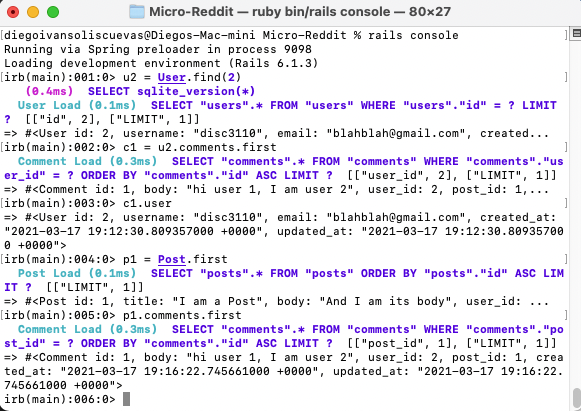 Micro-Reddit — ruby bin/rails console — 80×27
[diegoivansoliscuevas@Diegos-Mac-mini Micro-Reddit % rails console ]
Running via Spring preloader in process 9098
Loading development environment (Rails 6.1.3)
[irb(main):001:0> u2 = User.find(2) ]
(0.4ms) SELECT sqlite_version(*)
User Load (0.1ms) SELECT "users".* FROM "users" WHERE "users"."id" = ? LIMIT
? [["id", 2], ["LIMIT", 1]]
=> #<User id: 2, username: "disc3110", email: "blahblah@gmail.com", created...
[irb(main):002:0> c1 = u2.comments.first ]
Comment Load (0.3ms) SELECT "comments".* FROM "comments" WHERE "comments"."us
er_id" = ? ORDER BY "comments"."id" ASC LIMIT ? [["user_id", 2], ["LIMIT", 1]]
=> #<Comment id: 1, body: "hi user 1, I am user 2", user_id: 2, post_id: 1,...
[irb(main):003:0> c1.user ]
=> #<User id: 2, username: "disc3110", email: "blahblah@gmail.com", created_at:
"2021-03-17 19:12:30.809357000 +0000", updated_at: "2021-03-17 19:12:30.80935700
0 +0000">
[irb(main):004:0> p1 = Post.first ]
Post Load (0.1ms) SELECT "posts".* FROM "posts" ORDER BY "posts"."id" ASC LIM
IT ? [["LIMIT", 1]]
=> #<Post id: 1, title: "I am a Post", body: "And I am its body", user_id: ...
[irb(main):005:0> p1.comments.first ]
Comment Load (0.3ms) SELECT "comments".* FROM "comments" WHERE "comments"."po
st_id" = ? ORDER BY "comments"."id" ASC LIMIT ? [["post_id", 1], ["LIMIT", 1]]
=> #<Comment id: 1, body: "hi user 1, I am user 2", user_id: 2, post_id: 1, crea
ted_at: "2021-03-17 19:16:22.745661000 +0000", updated_at: "2021-03-17 19:16:22.
745661000 +0000">
irb(main):006:0>